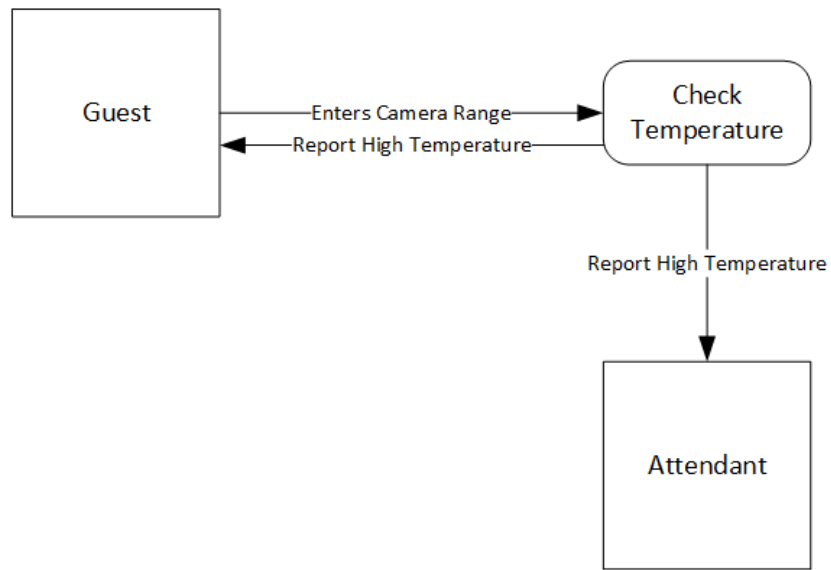 Guest
Enters Camera Range
Report High Temperature
Check
Temperature
Report High Temperature
Attendant